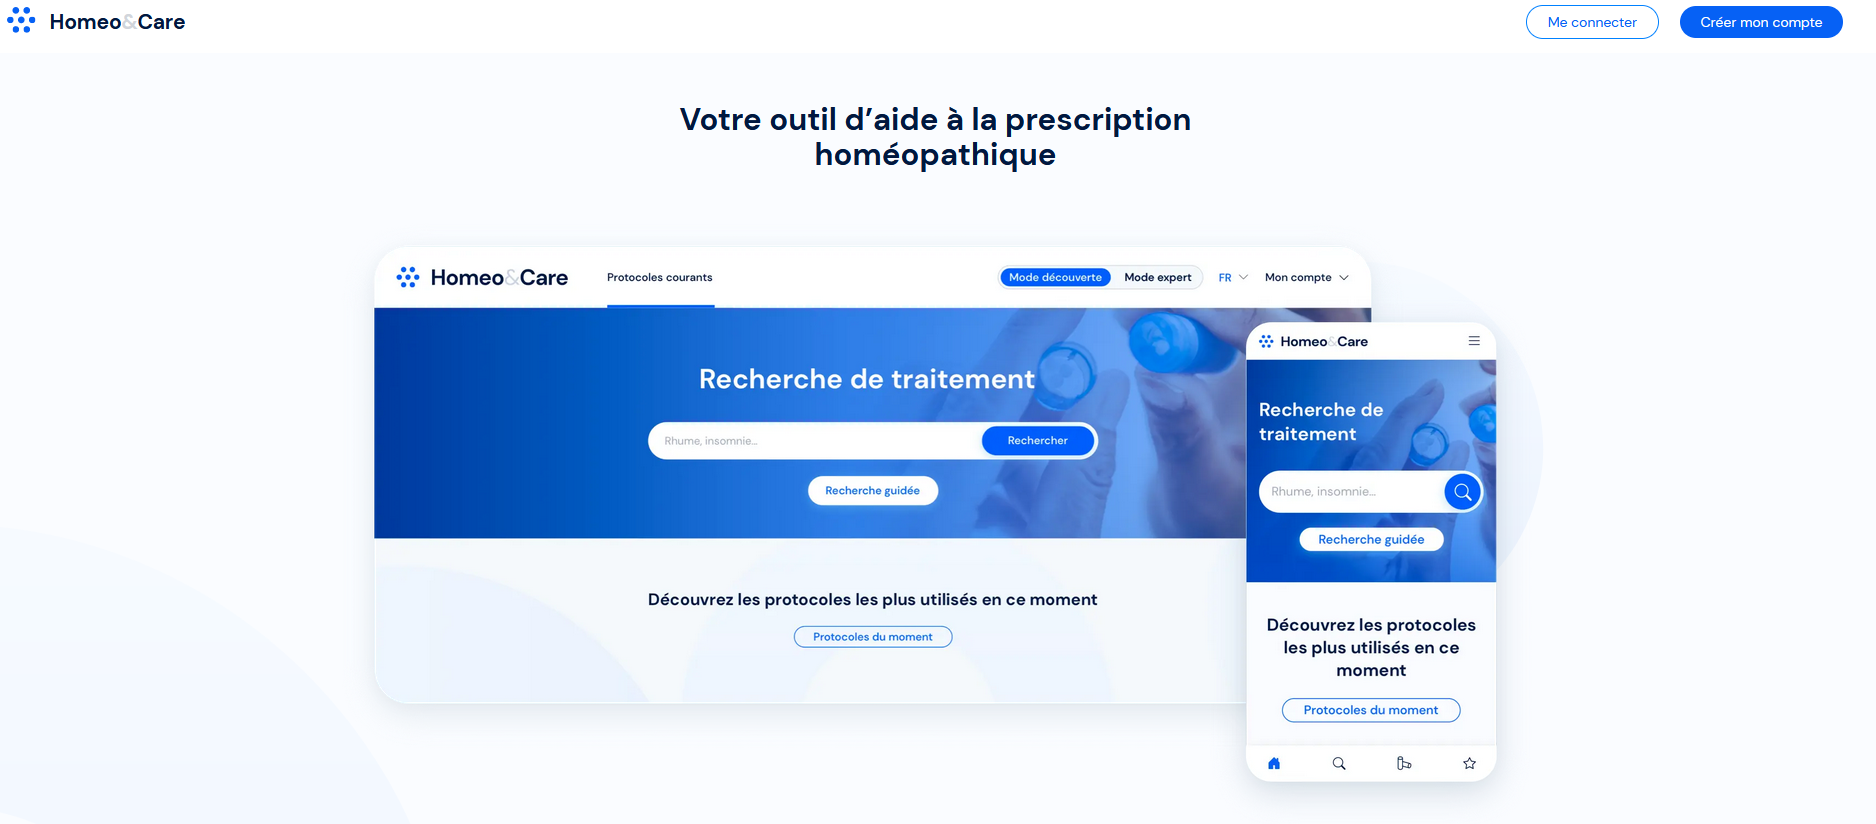 Homeo&Care
Me connecter
Créer mon compte
Votre outil d’aide à la prescription
homéopathique
Homeo&Care
Protocoles courants
Mode découverte
Mode expert
FR
Mon compte
Recherche de traitement
Rhume, insomnie...
Rechercher
Recherche guidée
Découvrez les protocoles les plus utilisés en ce moment
Protocoles du moment
Homeo&Care
Recherche de
traitement
Rhume, insomnie...
Recherche guidée
Découvrez les protocoles
les plus utilisés en ce
moment
Protocoles du moment